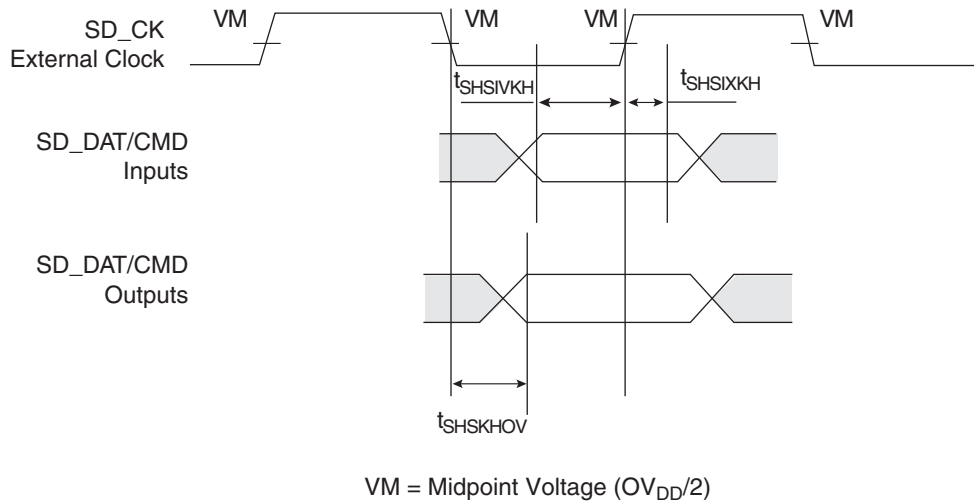 VM VM VM VM
SD_CK
External Clock
tSHSIVKH tSHSIXKH
SD_DAT/CMD
Inputs
SD_DAT/CMD
Outputs
tSHSKHOV
VM = Midpoint Voltage (OVDD/2)